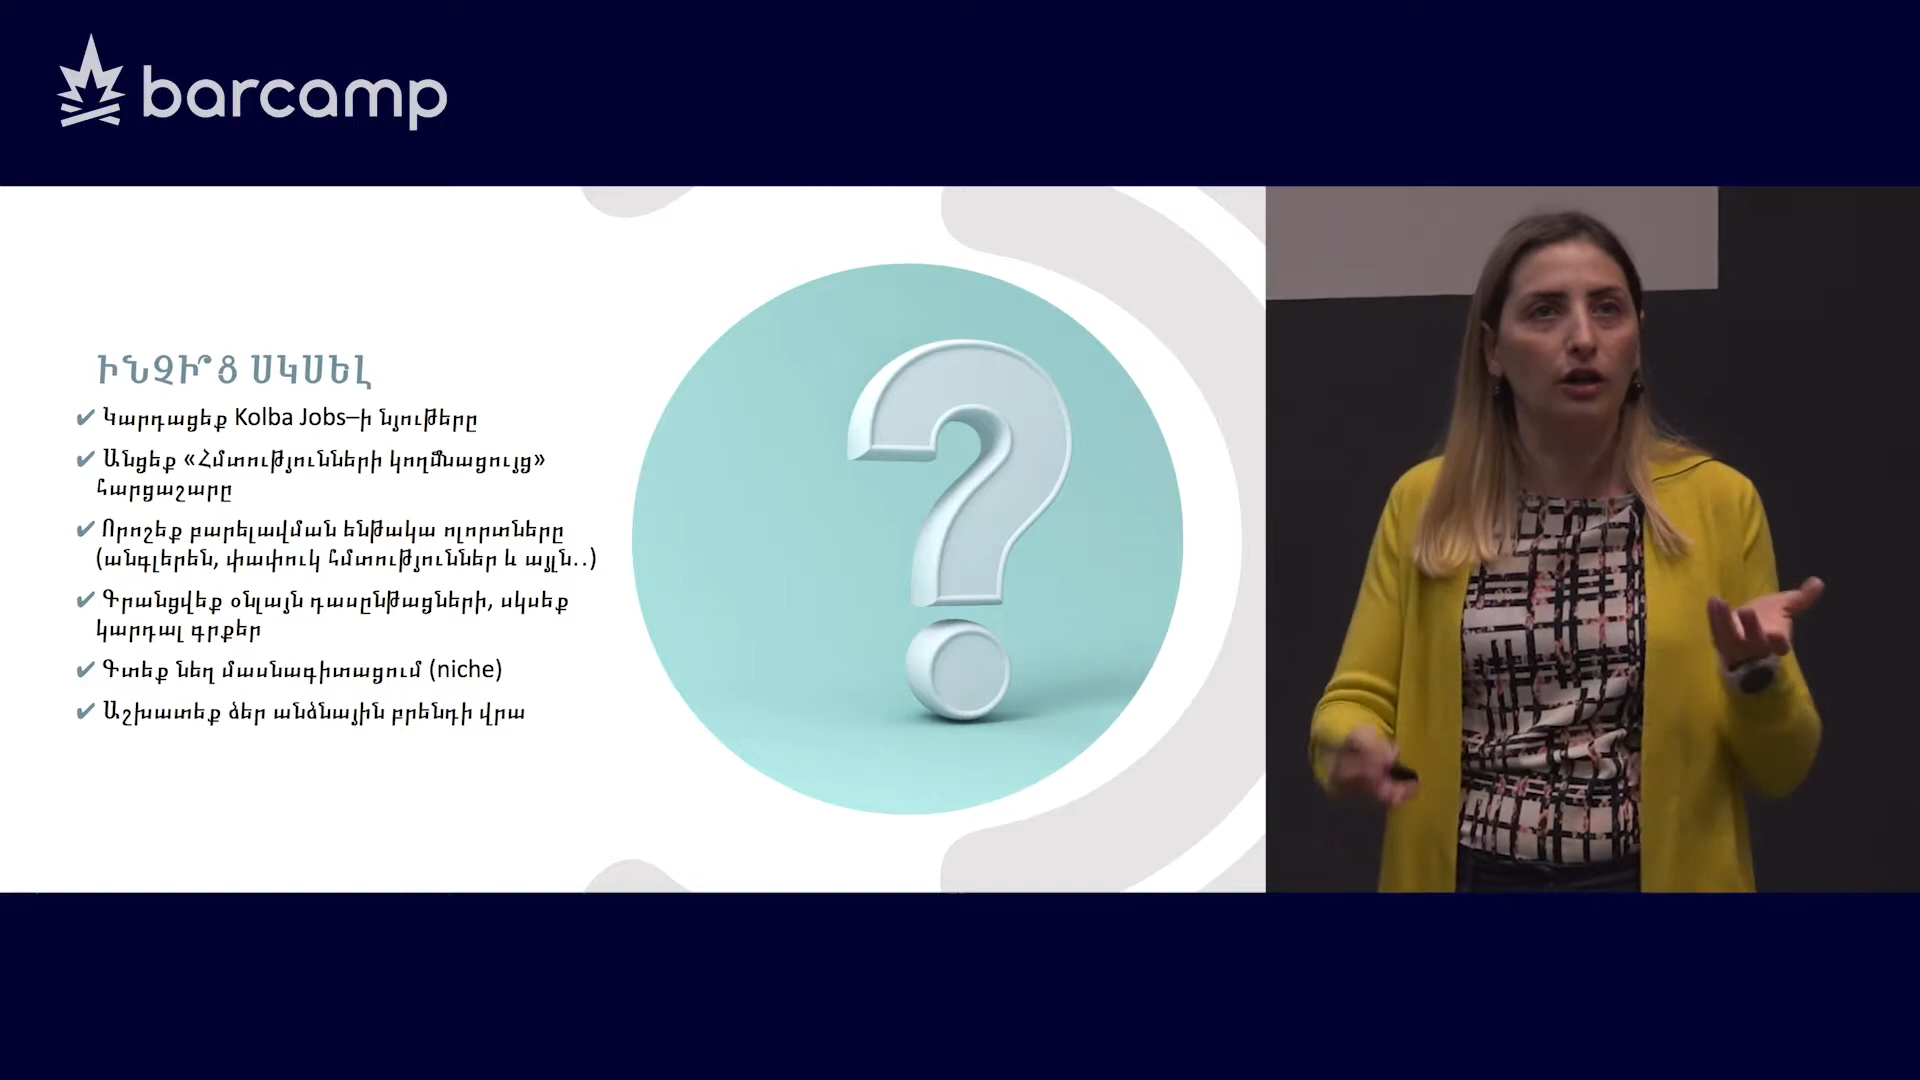 barcamp
ԻՆՉԻ՞Ց ՍԿՍԵԼ
✔ Կարդացեք Kolba Jobs–ի նյութերը
✔ Անցեք «Հմտությունների կողմնացույց»
հարցաշարը
✔ Որոշեք բարելավման ենթակա ոլորտները
(անգլերեն, փափուկ հմտություններ և այլն..)
✔ Գրանցվեք օնլայն դասընթացների, սկսեք
կարդալ գրքեր
✔ Գտեք նեղ մասնագիտացում (niche)
✔ Աշխատեք ձեր անձնային բրենդի վրա